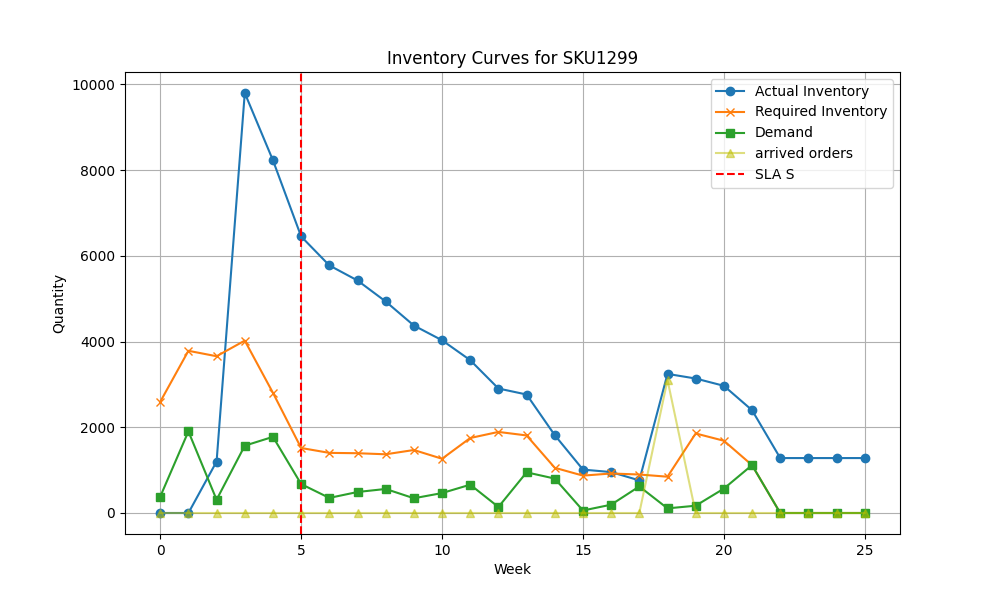 Inventory Curves for SKU1299
10000
8000
6000
4000
2000
0
Quantity
0 5 10 15 20 25
Week
Actual Inventory
Required Inventory
Demand
arrived orders
SLA S